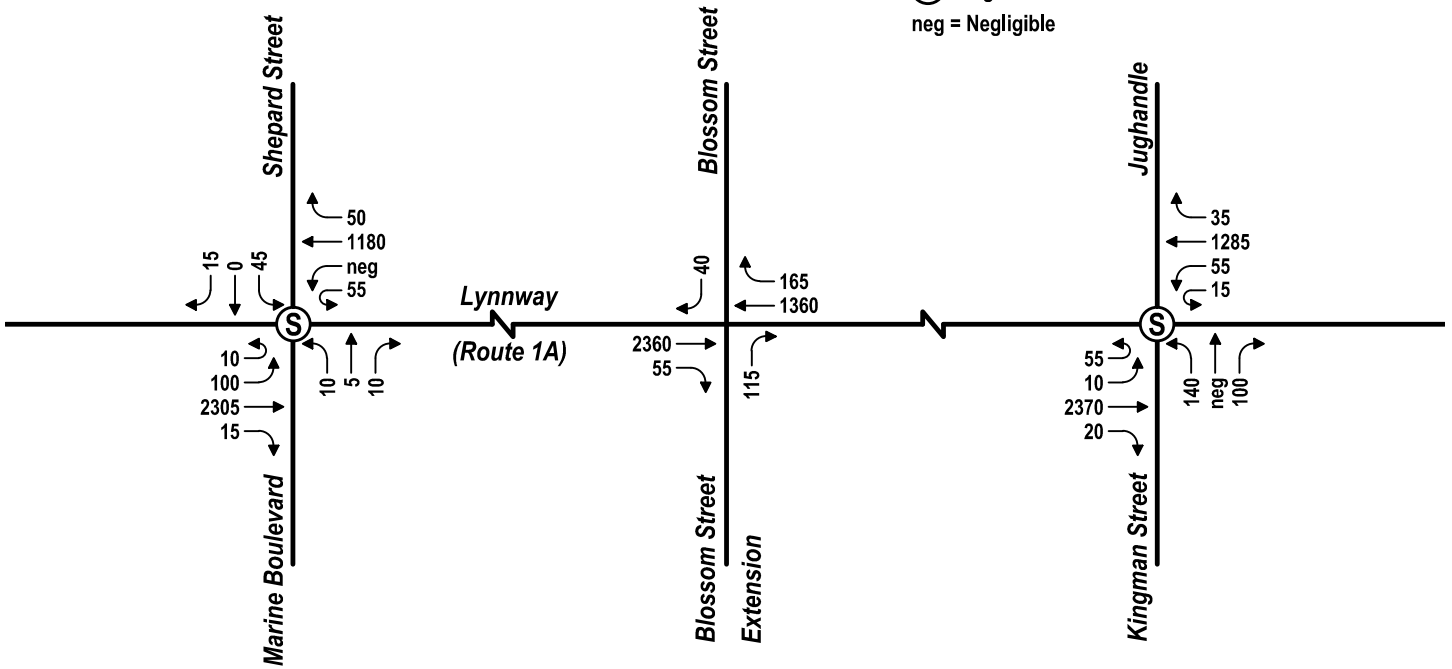 neg = Negligible
Shepard Street
Blossom Street
Jughandle
50
1180
neg
55
15
0
45
Lynnway
(Route 1A)
S
10
100
2305
15
10
5
10
Marine Boulevard
40
165
1360
2360
55
115
Blossom Street
Extension
35
1285
55
15
S
55
10
2370
20
140
neg
100
Kingman Street